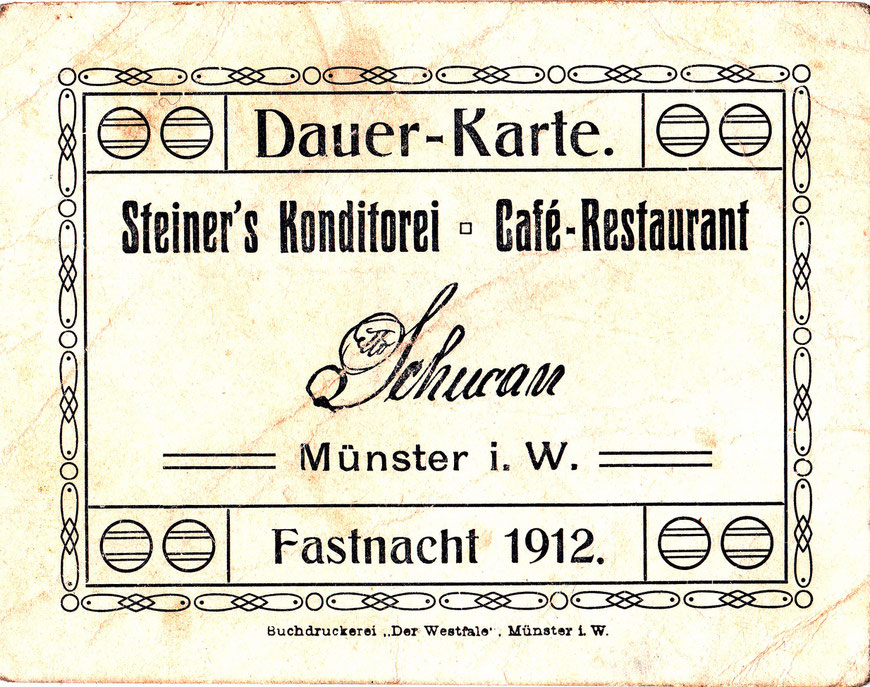 Dauer-Karte.
Steiner's Konditorei ▫ Café-Restaurant
Schwan
Münster i. W.
Fastnacht 1912.
Buchdruckerei „Der Westfale“, Münster i. W.